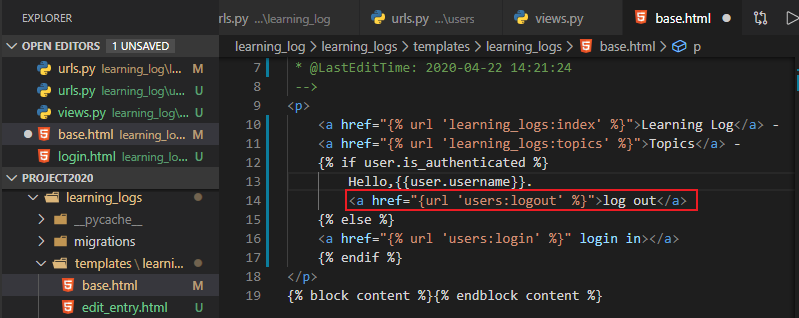 EXPLORER
OPEN EDITORS 1 UNSAVED
urls.py learning_log\l... M
urls.py learning_log\u... U
views.py learning_log\... U
base.html learning_lo... M
login.html learning_lo... U
PROJECT2020
learning_logs
__pycache__
migrations
templates \ learni...
base.html M
edit_entry.html U
rls.py ...\learning_log
urls.py ...\users
views.py
base.html
learning_log > learning_logs > templates > learning_logs > base.html > p
7 * @LastEditTime: 2020-04-22 14:21:24
8 -->
9 <p>
10 <a href="{% url 'learning_logs:index' %}">Learning Log</a> -
11 <a href="{% url 'learning_logs:topics' %}">Topics</a> -
12 {% if user.is_authenticated %}
13 Hello,{{user.username}}.
14 <a href="{url 'users:logout' %}">log out</a>
15 {% else %}
16 <a href="{% url 'users:login' %}" login in></a>
17 {% endif %}
18 </p>
19 {% block content %}{% endblock content %}